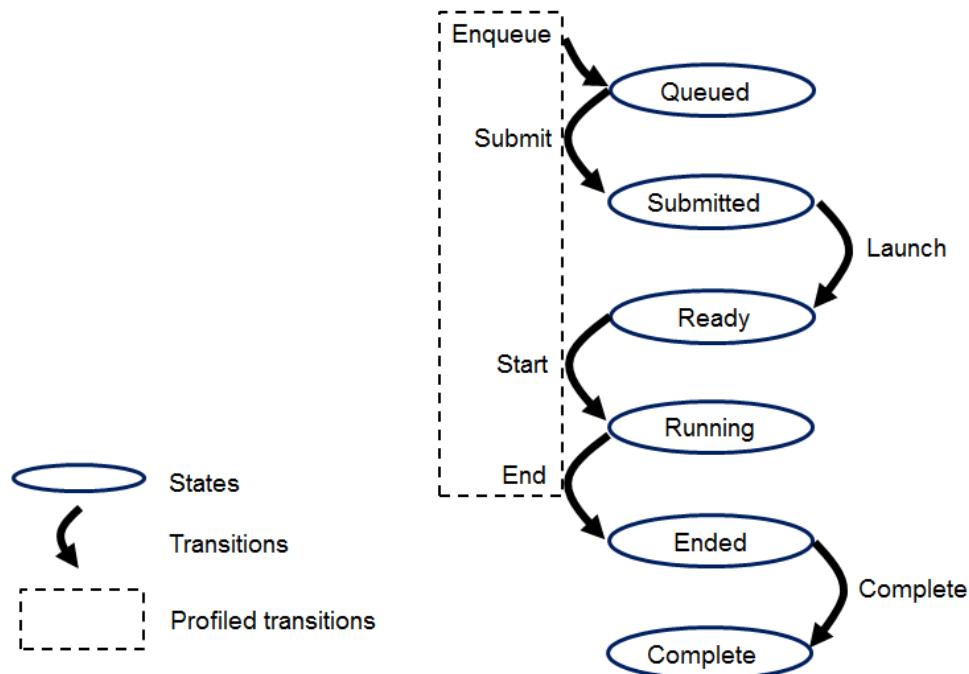 Enqueue
Queued
Submit
Submitted
Launch
Ready
Start
Running
End
States
Transitions
Ended
Complete
Profiled transitions
Complete